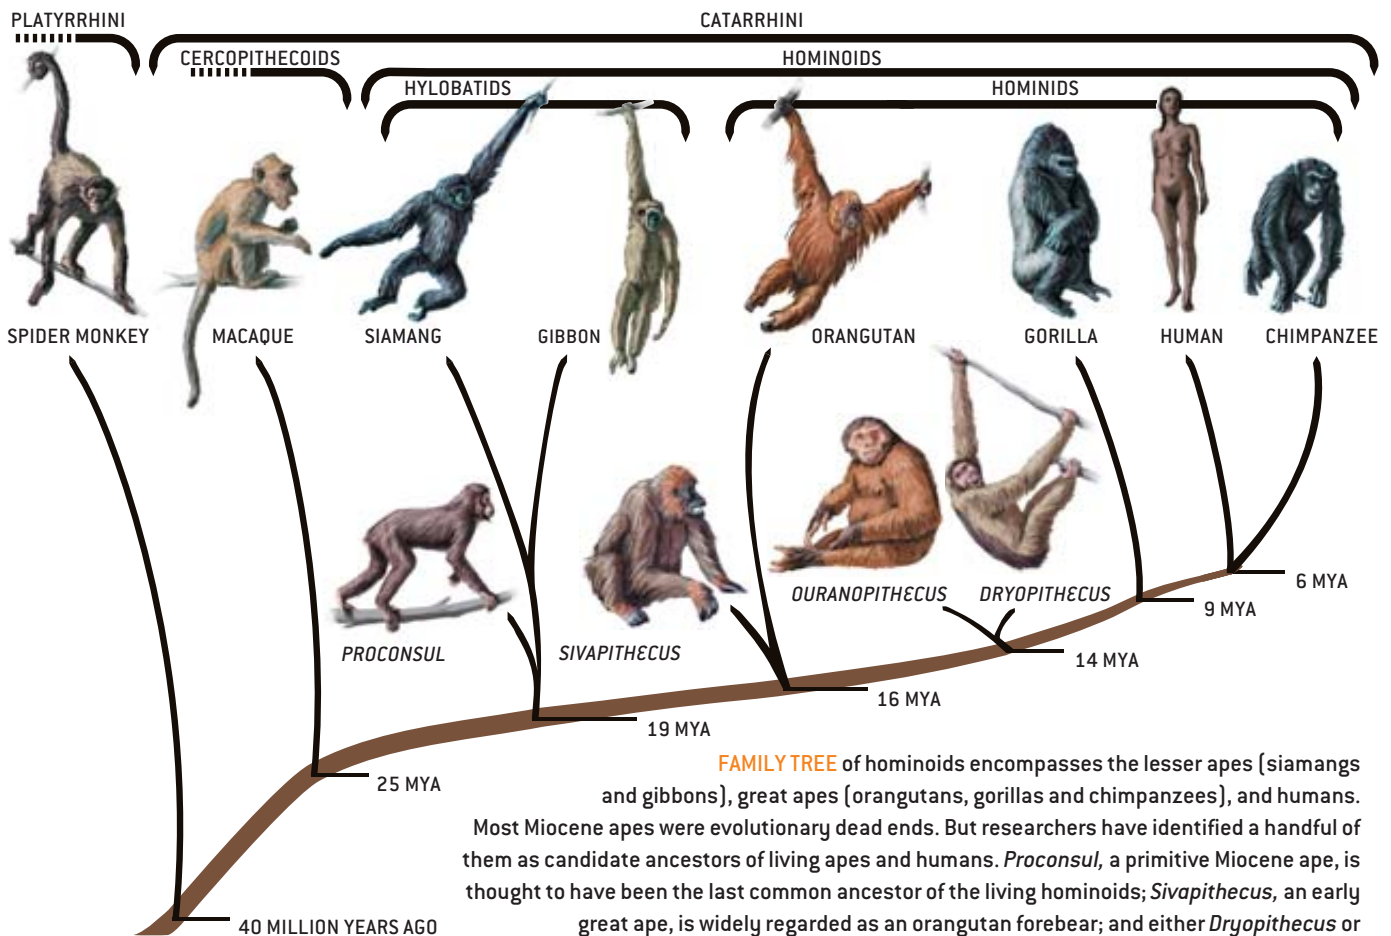 PLATYRRHINI
CATARRHINI
CERCOPITHECOIDS
HOMINOIDS
HYLOBATIDS
HOMINIDS
SPIDER MONKEY
MACAQUE
SIAMANG
GIBBON
ORANGUTAN
GORILLA
HUMAN
CHIMPANZEE
PROCONSUL
SIVAPITHECUS
OURANOPITHECUS
DRYOPITHECUS
6 MYA
9 MYA
14 MYA
16 MYA
19 MYA
25 MYA
40 MILLION YEARS AGO
FAMILY TREE of hominoids encompasses the lesser apes (siamangs
and gibbons), great apes (orangutans, gorillas and chimpanzees), and humans.
Most Miocene apes were evolutionary dead ends. But researchers have identified a handful of
them as candidate ancestors of living apes and humans. Proconsul, a primitive Miocene ape, is
thought to have been the last common ancestor of the living hominoids; Sivapithecus, an early
great ape, is widely regarded as an orangutan forebear; and either Dryopithecus or